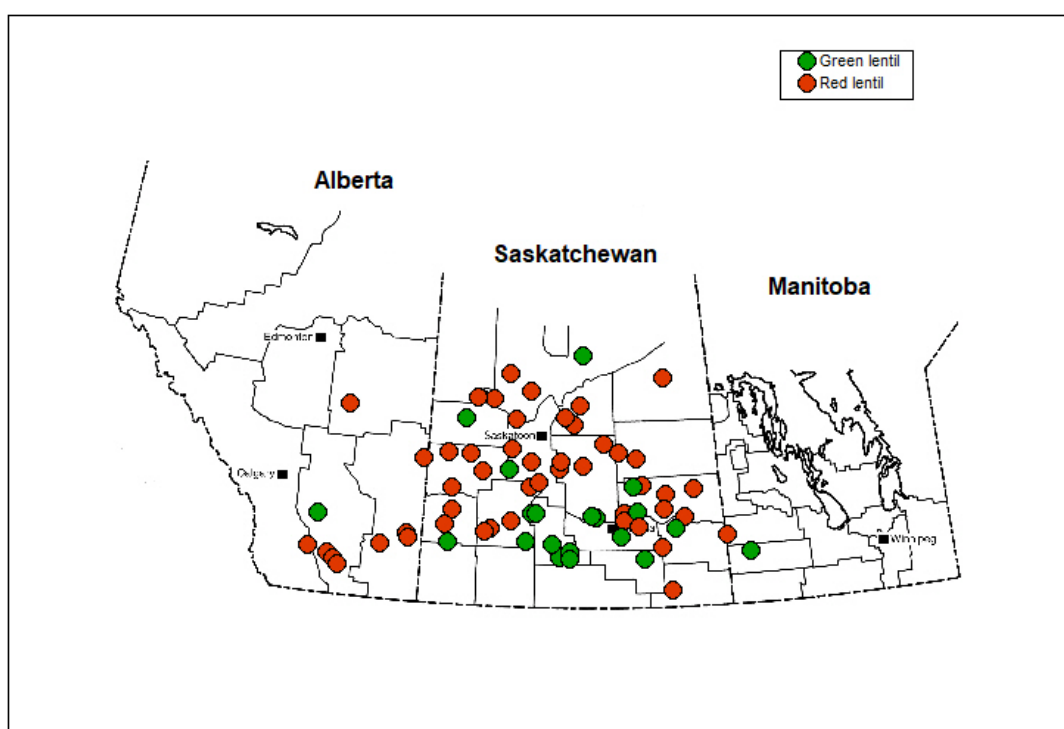 Green lentil
Red lentil
Alberta
Saskatchewan
Manitoba
Edmonton
Saskatoon
Calgary
Winnipeg